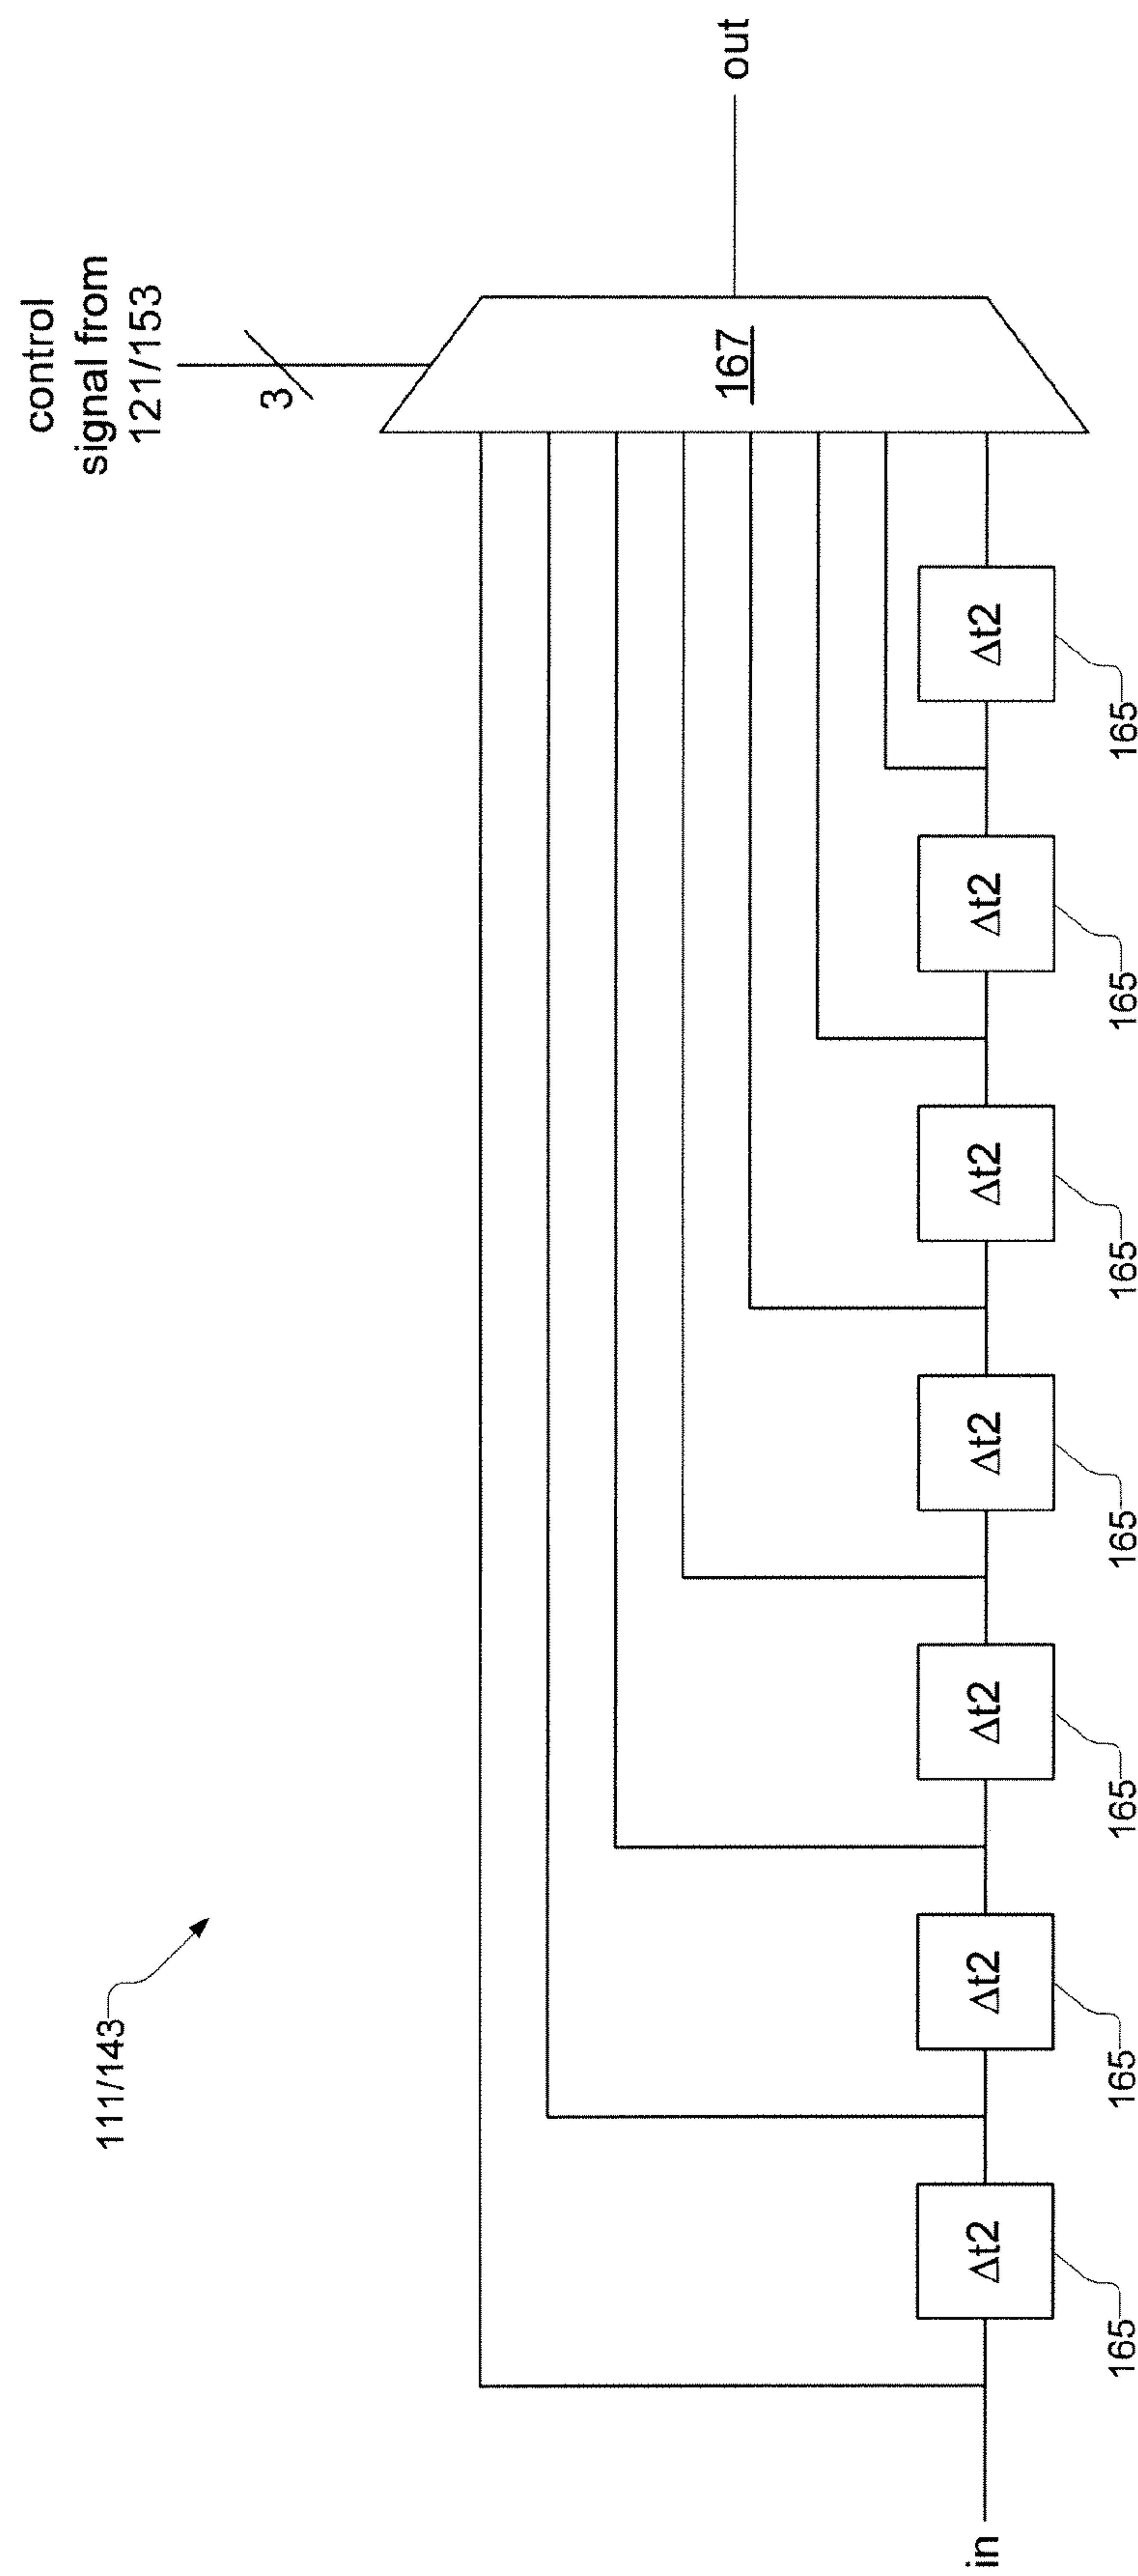 111/143
control
signal from
121/153
3
167
out
in
Δt2
Δt2
Δt2
Δt2
Δt2
Δt2
Δt2
165
165
165
165
165
165
165